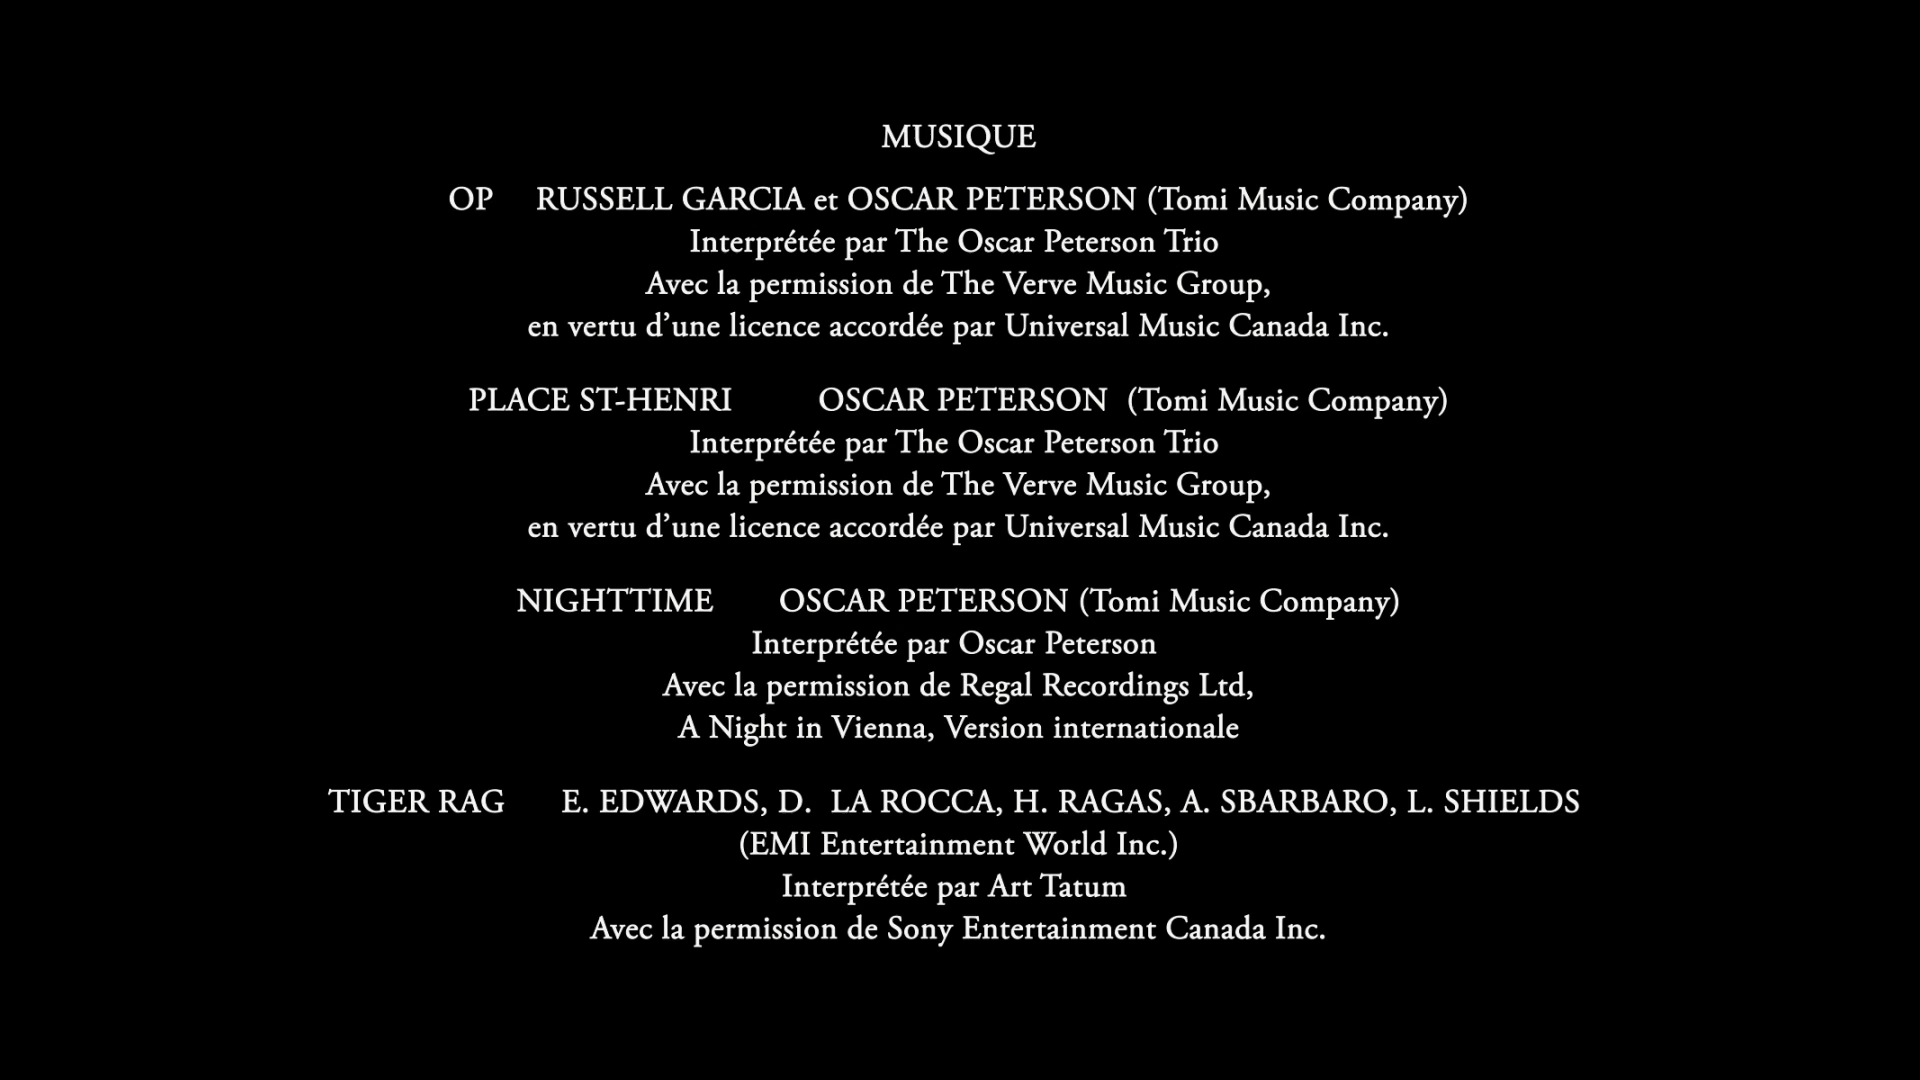 MUSIQUE
OP RUSSELL GARCIA et OSCAR PETERSON (Tomi Music Company)
Interprétée par The Oscar Peterson Trio
Avec la permission de The Verve Music Group,
en vertu d’une licence accordée par Universal Music Canada Inc.
PLACE ST-HENRI OSCAR PETERSON (Tomi Music Company)
Interprétée par The Oscar Peterson Trio
Avec la permission de The Verve Music Group,
en vertu d’une licence accordée par Universal Music Canada Inc.
NIGHTTIME OSCAR PETERSON (Tomi Music Company)
Interprétée par Oscar Peterson
Avec la permission de Regal Recordings Ltd,
A Night in Vienna, Version internationale
TIGER RAG E. EDWARDS, D. LA ROCCA, H. RAGAS, A. SBARBARO, L. SHIELDS
(EMI Entertainment World Inc.)
Interprétée par Art Tatum
Avec la permission de Sony Entertainment Canada Inc.